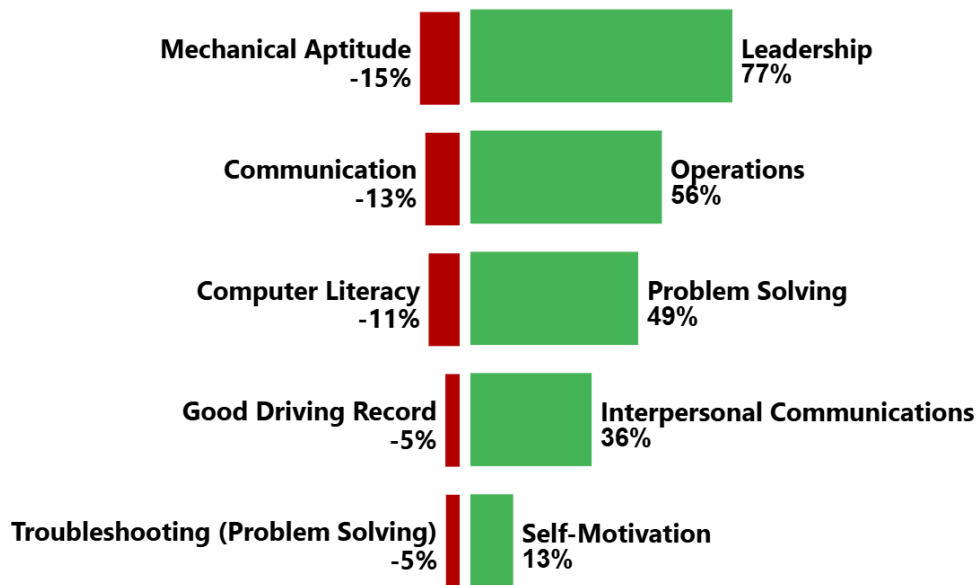 Mechanical Aptitude
-15%
Leadership
77%
Communication
-13%
Operations
56%
Computer Literacy
-11%
Problem Solving
49%
Good Driving Record
-5%
Interpersonal Communications
36%
Troubleshooting (Problem Solving)
-5%
Self-Motivation
13%